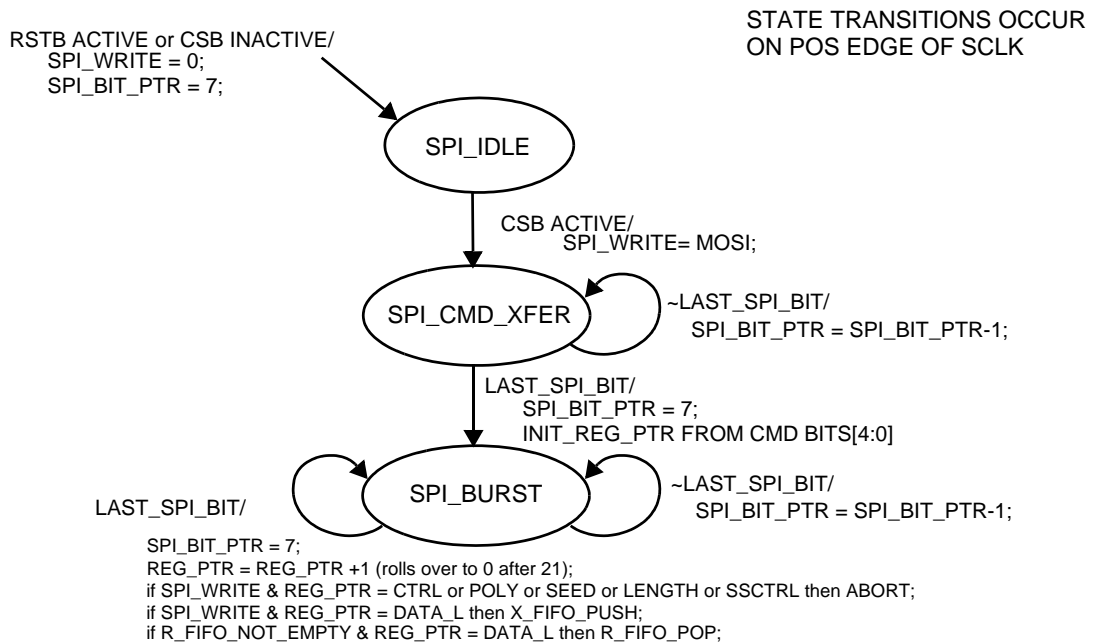 STATE TRANSITIONS OCCUR
ON POS EDGE OF SCLK
RSTB ACTIVE or CSB INACTIVE/
SPI_WRITE = 0;
SPI_BIT_PTR = 7;
SPI_IDLE
CSB ACTIVE/
SPI_WRITE= MOSI;
SPI_CMD_XFER
~LAST_SPI_BIT/
SPI_BIT_PTR = SPI_BIT_PTR-1;
LAST_SPI_BIT/
SPI_BIT_PTR = 7;
INIT_REG_PTR FROM CMD BITS[4:0]
SPI_BURST
~LAST_SPI_BIT/
SPI_BIT_PTR = SPI_BIT_PTR-1;
LAST_SPI_BIT/
SPI_BIT_PTR = 7;
REG_PTR = REG_PTR +1 (rolls over to 0 after 21);
if SPI_WRITE & REG_PTR = CTRL or POLY or SEED or LENGTH or SSCTRL then ABORT;
if SPI_WRITE & REG_PTR = DATA_L then X_FIFO_PUSH;
if R_FIFO_NOT_EMPTY & REG_PTR = DATA_L then R_FIFO_POP;